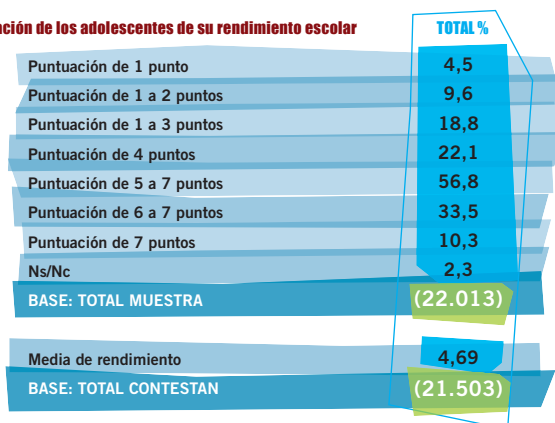 ación de los adolescentes de su rendimiento escolar TOTAL %
Puntuación de 1 punto 4,5
Puntuación de 1 a 2 puntos 9,6
Puntuación de 1 a 3 puntos 18,8
Puntuación de 4 puntos 22,1
Puntuación de 5 a 7 puntos 56,8
Puntuación de 6 a 7 puntos 33,5
Puntuación de 7 puntos 10,3
Ns/Nc 2,3
BASE: TOTAL MUESTRA (22.013)
Media de rendimiento 4,69
BASE: TOTAL CONTESTAN (21.503)